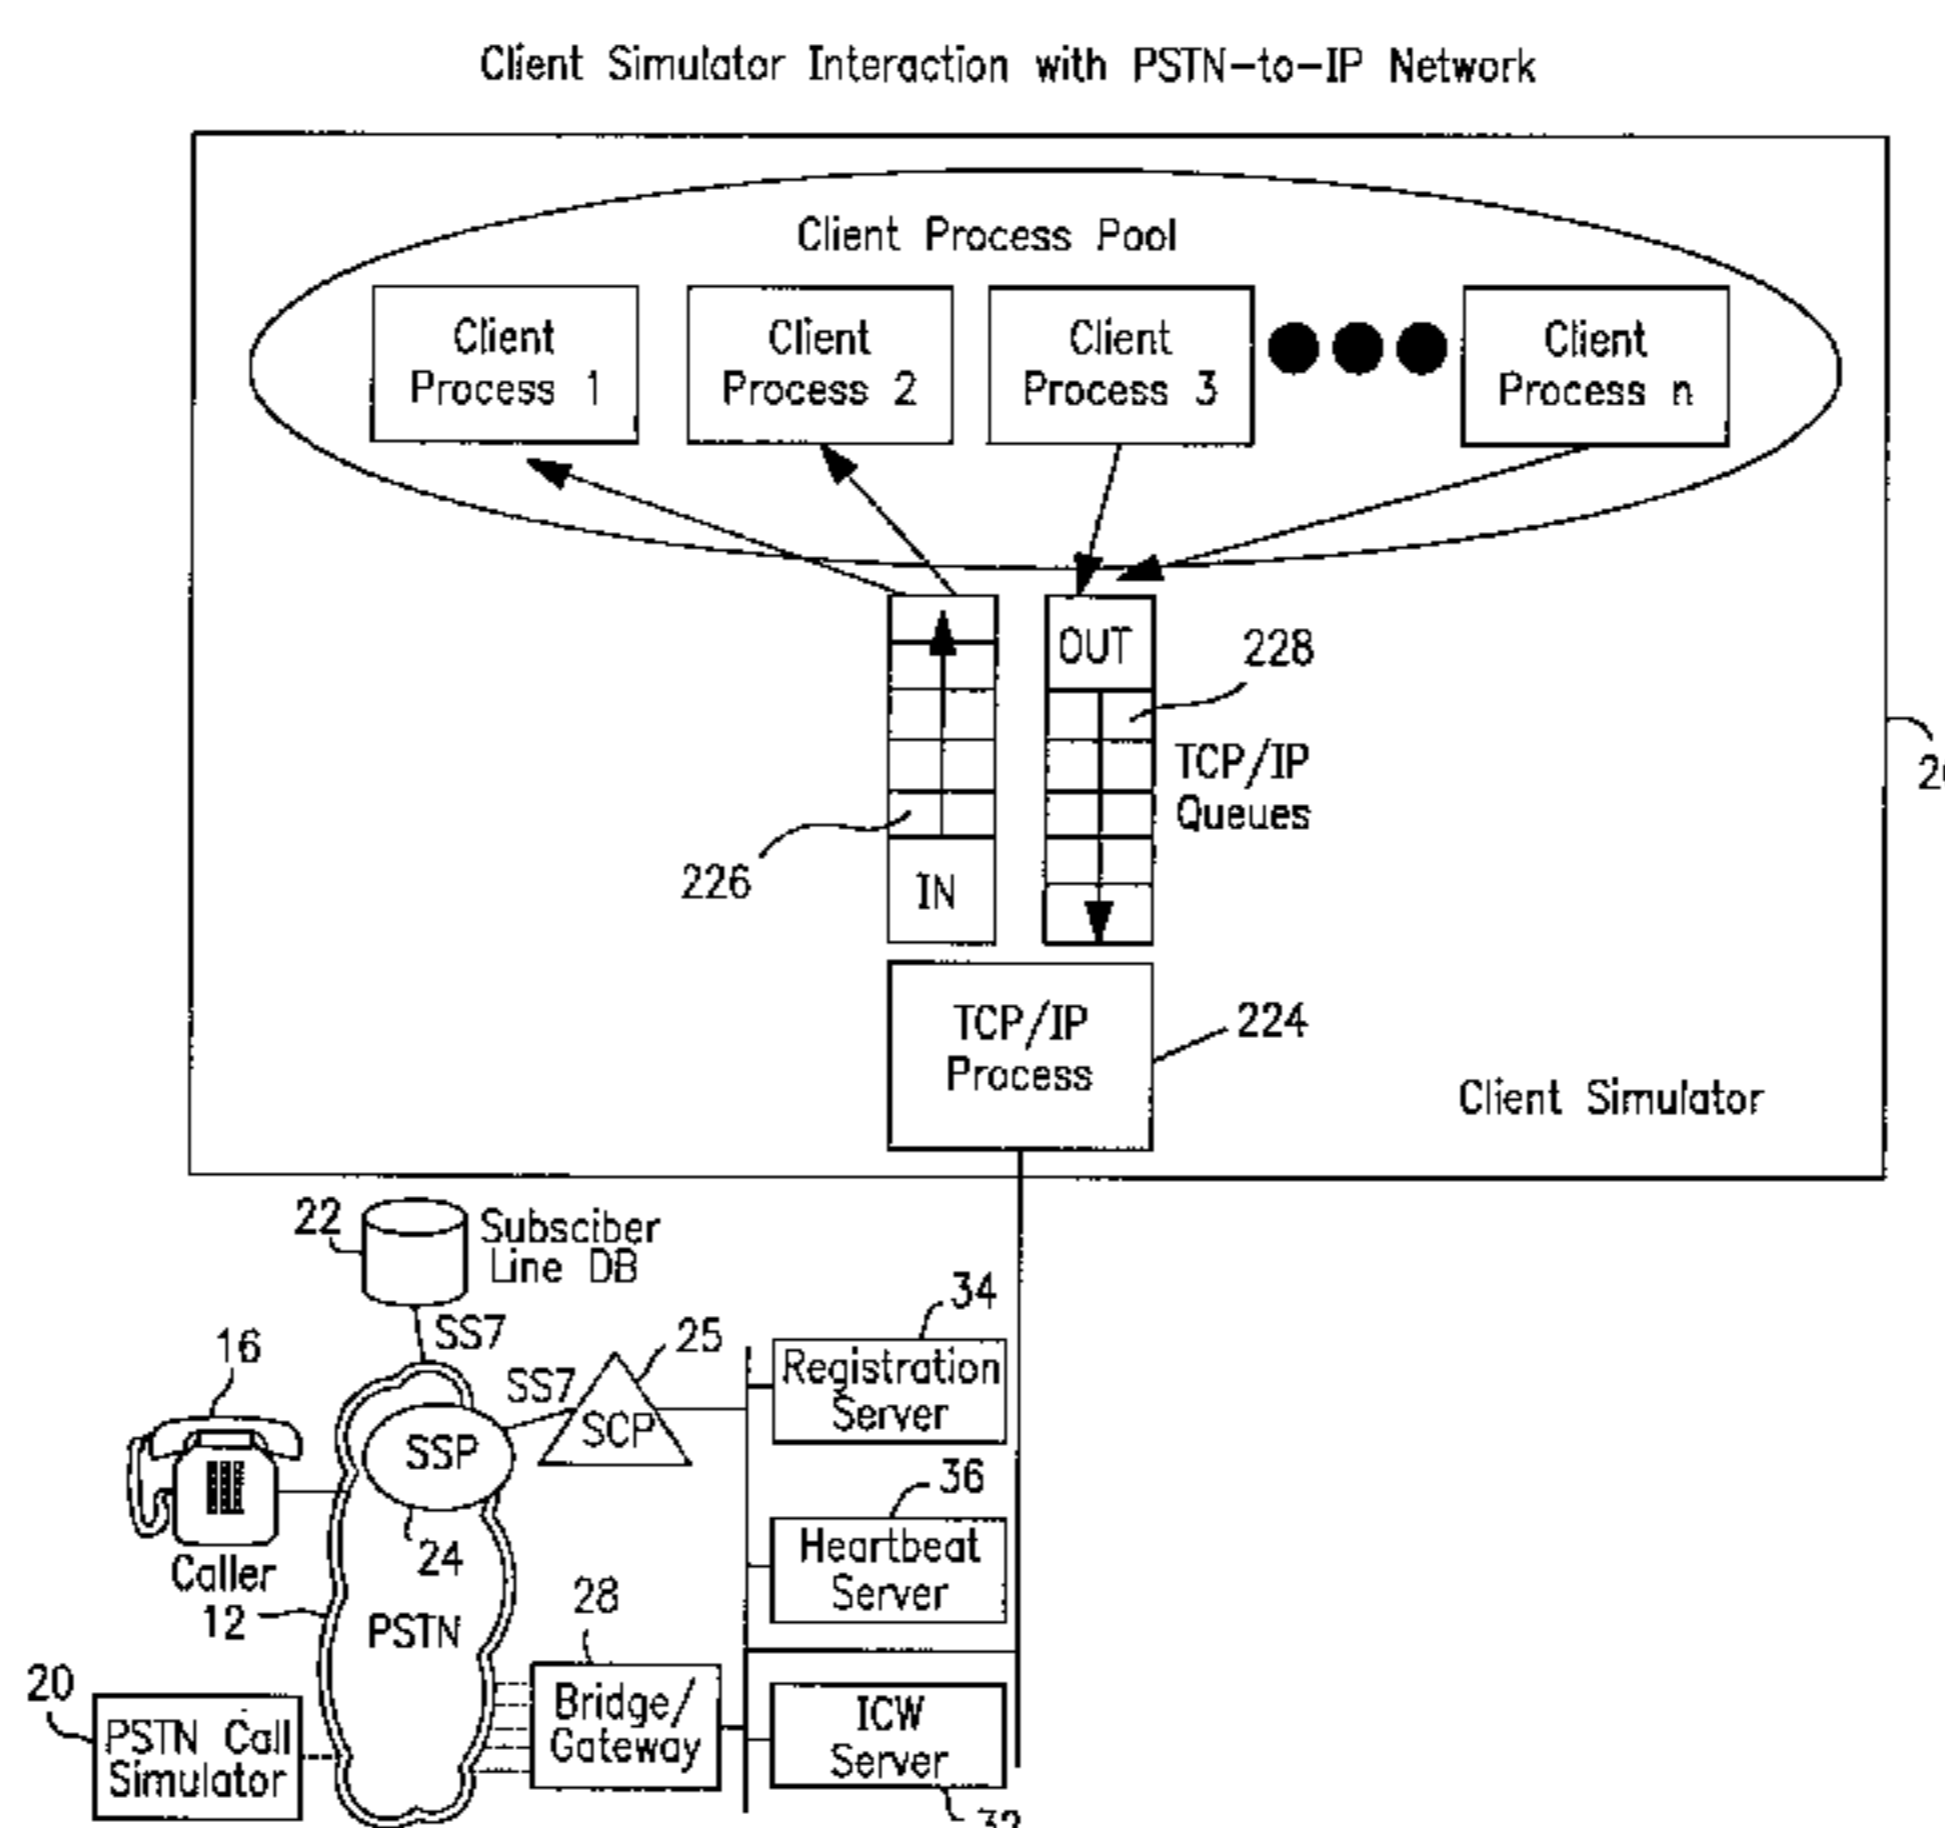 Client Simulator Interaction with PSTN-to-IP Network
Client Process Pool
Client
Process 1
Client
Process 2
Client
Process 3
Client
Process n
OUT
228
TCP/IP
Queues
226
IN
TCP/IP
Process
224
Client Simulator
22
Subsciber
Line DB
SS7
34
16
SS7
25
Registration
Server
SCP
SSP
36
24
Heartbeat
Server
Caller
12
PSTN
28
20
Bridge/
Gateway
ICW
Server
PSTN Call
Simulator
32